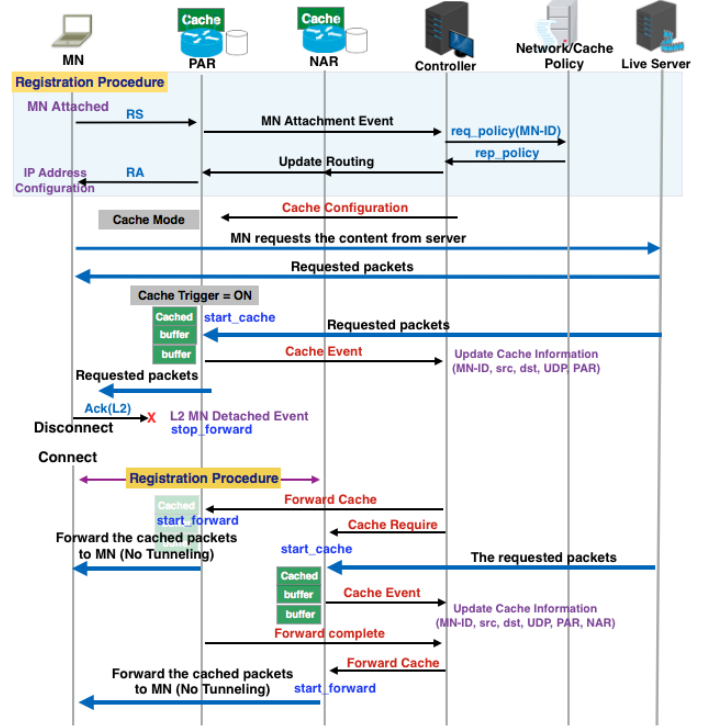 Cache
Cache
MN
PAR
NAR
Controller
Network/Cache
Policy
Live Server
Registration Procedure
MN Attached
RS
MN Attachment Event
req_policy(MN-ID)
rep_policy
Update Routing
IP Address
Configuration
RA
Cache Configuration
Cache Mode
MN requests the content from server
Requested packets
Cache Trigger = ON
Cached
start_cache
Requested packets
buffer
buffer
Cache Event
Update Cache Information
(MN-ID, src, dst, UDP, PAR)
Requested packets
Ack(L2)
X
L2 MN Detached Event
Disconnect
stop_forward
Connect
Registration Procedure
Cached
Forward Cache
start_forward
Cache Require
Forward the cached packets
to MN (No Tunneling)
start_cache
The requested packets
Cached
buffer
Cache Event
buffer
Update Cache Information
(MN-ID, src, dst, UDP, PAR, NAR)
Forward complete
Forward Cache
Forward the cached packets
to MN (No Tunneling)
start_forward